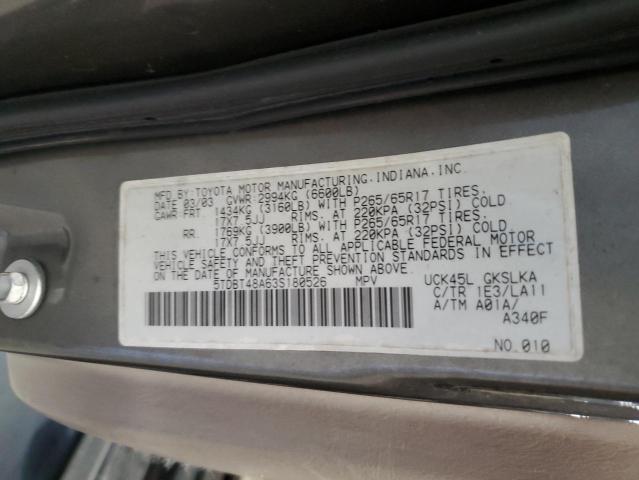 MFD.BY:TOYOTA MOTOR MANUFACTURING.INDIANA.INC.
DATE 03/03 GVWR:2994KG (6600LB)
GAWR:FRT. 1434KG (3160LB) WITH P265/65R17 TIRES.
17X7.5JJ RIMS. AT 220KPA (32PSI) COLD
RR. 1769KG (3900LB) WITH P265/65R17 TIRES.
17X7.5JJ RIMS. AT 220KPA (32PSI) COLD
THIS VEHICLE CONFORMS TO ALL APPLICABLE FEDERAL MOTOR
VEHICLE SAFETY AND THEFT PREVENTION STANDARDS IN EFFECT
ON THE DATE OF MANUFACTURE SHOWN ABOVE.
5TDBT48A63S180526 MPV UCK45L GKSLKA
C/TR 1E3/LA11
A/TM A01A/
A340F
NO.010